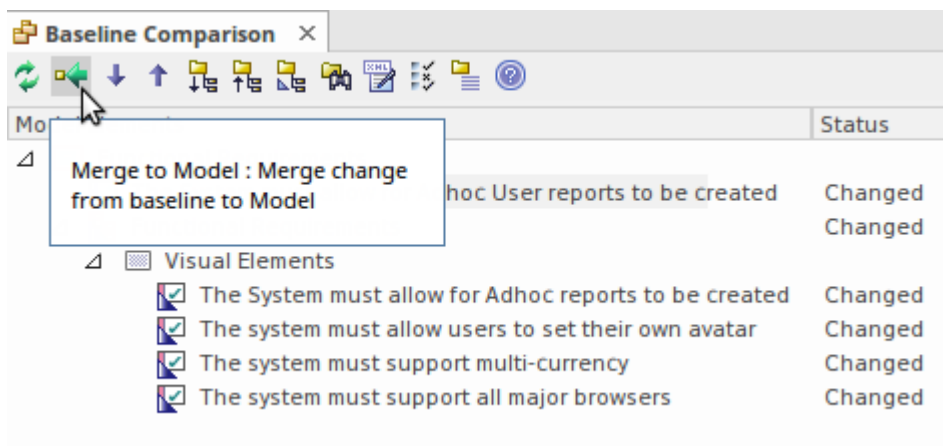 Baseline Comparison
XML
Mo
Status
Merge to Model : Merge change
from baseline to Model
hoc User reports to be created
Changed
Changed
Visual Elements
The System must allow for Adhoc reports to be created
Changed
The system must allow users to set their own avatar
Changed
The system must support multi-currency
Changed
The system must support all major browsers
Changed